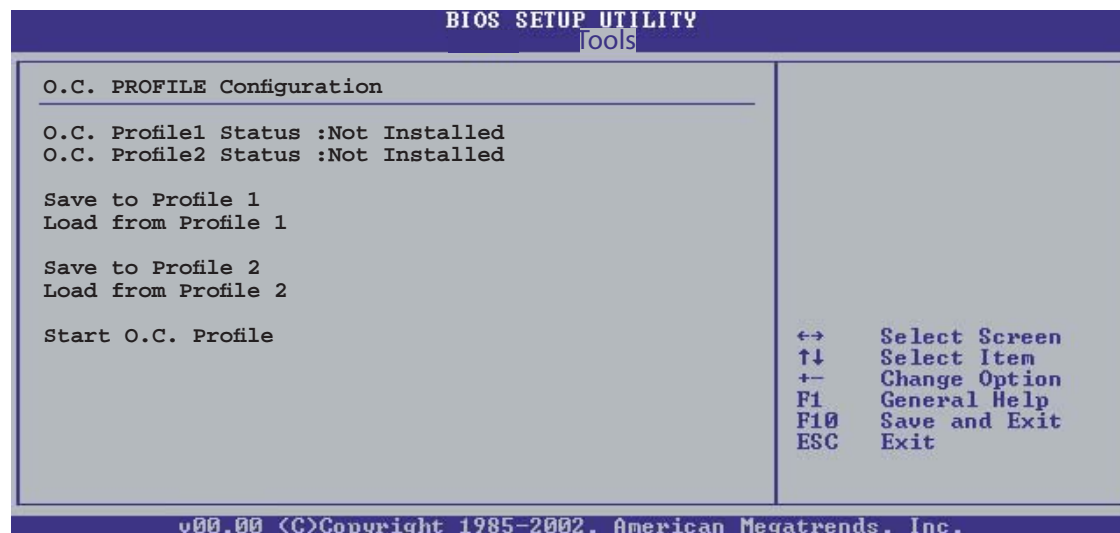 BIOS SETUP UTILITY
Tools
O.C. PROFILE Configuration
O.C. Profile1 Status :Not Installed
O.C. Profile2 Status :Not Installed
Save to Profile 1
Load from Profile 1
Save to Profile 2
Load from Profile 2
Start O.C. Profile
←→ Select Screen
↑↓ Select Item
+- Change Option
F1 General Help
F10 Save and Exit
ESC Exit
v00.00 (C)Copyright 1985-2002, American Megatrends, Inc.